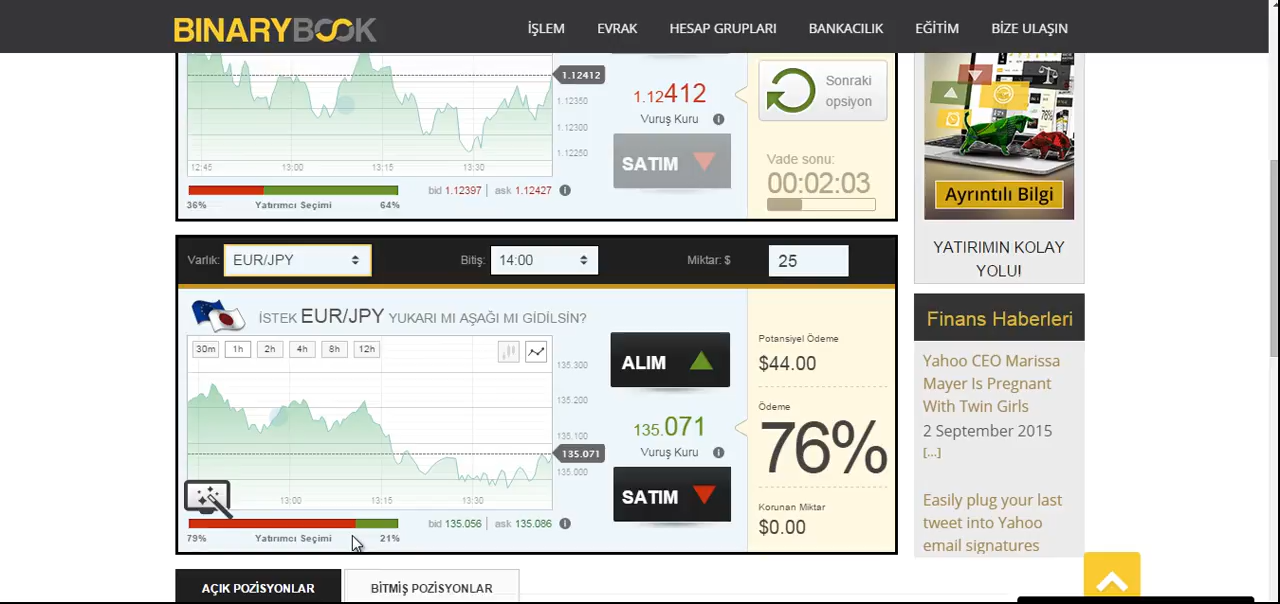 BINARYBOOK
İŞLEM EVRAK HESAP GRUPLARI BANKACILIK EĞİTİM BİZE ULAŞIN
1.12412
1.12350
1.12300
1.12250
12:45 13:00 13:15 13:30
36% Yatırımcı Seçimi 64%
bid 1.12397 | ask 1.12427
1.12412
Vuruş Kuru
SATIM
Sonraki
opsiyon
Vade sonu:
00:02:03
Varlık: EUR/JPY Bitiş: 14:00 Miktar: $ 25
İSTEK EUR/JPY YUKARI MI AŞAĞI MI GİDİLSİN?
30m 1h 2h 4h 8h 12h
135.300
135.200
135.100
135.071
135.000
13:00 13:15 13:30
79% Yatırımcı Seçimi 21%
bid 135.056 | ask 135.086
ALIM
135.071
Vuruş Kuru
SATIM
Potansiyel Ödeme
$44.00
Ödeme
76%
Korunan Miktar
$0.00
AÇIK POZİSYONLAR BİTMİŞ POZİSYONLAR
Ayrıntılı Bilgi
YATIRIMIN KOLAY
YOLU!
Finans Haberleri
Yahoo CEO Marissa
Mayer Is Pregnant
With Twin Girls
2 September 2015
[...]
Easily plug your last
tweet into Yahoo
email signatures